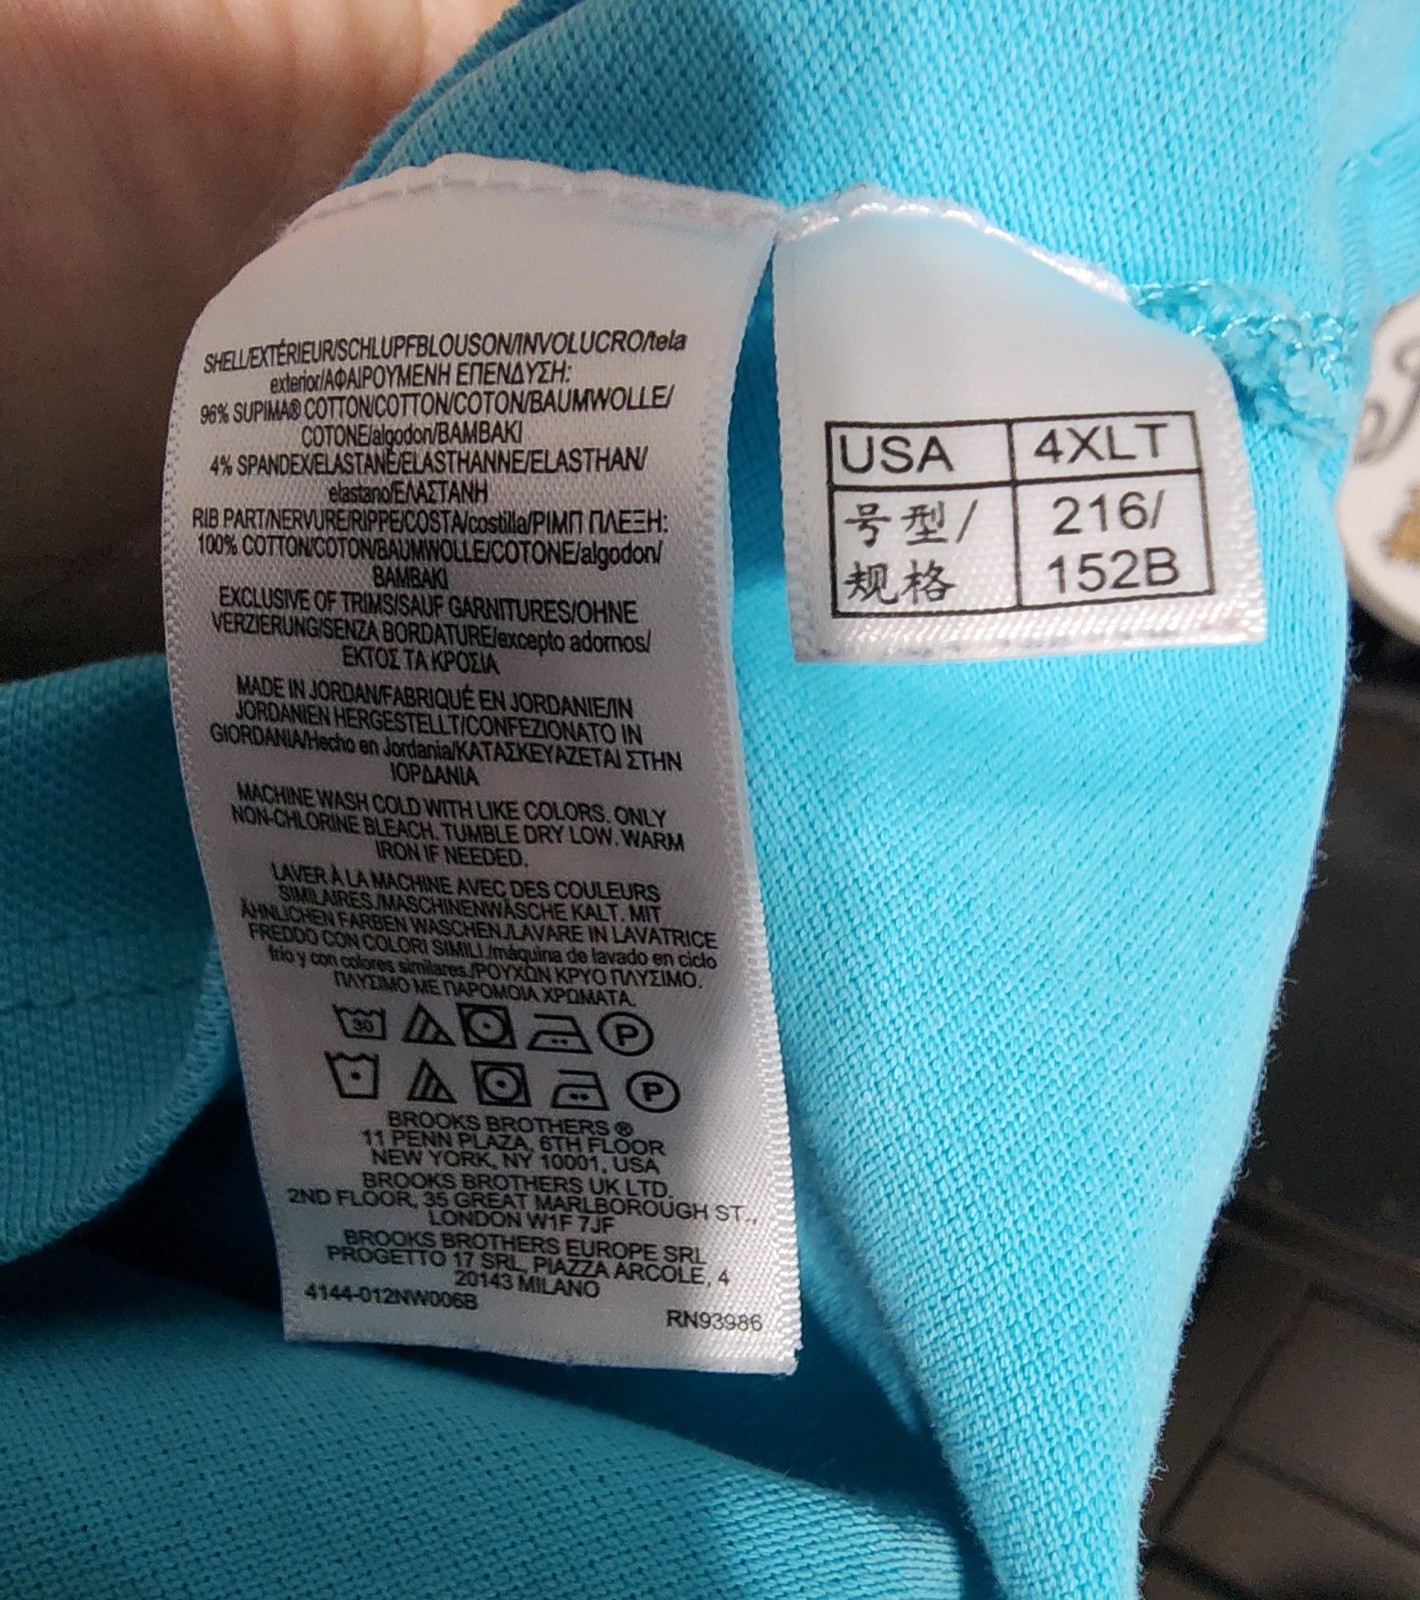 SHELL/EXTÉRIEUR/SCHLUPFBLOUSON/INVOLUCRO/tela
exterior/ΑΦΑΙΡΟΥΜΕΝΗ ΕΠΕΝΔΥΣΗ:
96% SUPIMA® COTTON/COTTON/COTON/BAUMWOLLE/
COTONE/algodon/ΒΑΜΒΑΚΙ
4% SPANDEX/ELASTANE/ELASTHANNE/ELASTHAN/
elastano/ΕΛΑΣΤΑΝΗ
RIB PART/NERVURE/RIPPE/COSTA/costilla/ΡΙΜΠ ΠΛΕΞΗ:
100% COTTON/COTON/BAUMWOLLE/COTONE/algodon/
ΒΑΜΒΑΚΙ
EXCLUSIVE OF TRIMS/SAUF GARNITURES/OHNE
VERZIERUNG/SENZA BORDATURE/excepto adornos/
ΕΚΤΟΣ ΤΑ ΚΡΟΣΙΑ
MADE IN JORDAN/FABRIQUÉ EN JORDANIE/IN
JORDANIEN HERGESTELLT/CONFEZIONATO IN
GIORDANIA/Hecho en Jordania/ΚΑΤΑΣΚΕΥΑΖΕΤΑΙ ΣΤΗΝ
ΙΟΡΔΑΝΙΑ
MACHINE WASH COLD WITH LIKE COLORS. ONLY
NON-CHLORINE BLEACH. TUMBLE DRY LOW. WARM
IRON IF NEEDED.
LAVER À LA MACHINE AVEC DES COULEURS
SIMILAIRES./MASCHINENWÄSCHE KALT. MIT
ÄHNLICHEN FARBEN WASCHEN./LAVARE IN LAVATRICE
FREDDO CON COLORI SIMILI./máquina de lavado en ciclo
frio y con colores similares./ΡΟΥΧΩΝ ΚΡΥΟ ΠΛΥΣΙΜΟ.
ΠΛΥΣΙΜΟ ΜΕ ΠΑΡΟΜΟΙΑ ΧΡΩΜΑΤΑ.
30 P
P
BROOKS BROTHERS ®
11 PENN PLAZA, 6TH FLOOR
NEW YORK, NY 10001, USA
BROOKS BROTHERS UK LTD.
2ND FLOOR, 35 GREAT MARLBOROUGH ST.,
LONDON W1F 7JF
BROOKS BROTHERS EUROPE SRL
PROGETTO 17 SRL, PIAZZA ARCOLE, 4
20143 MILANO
4144-012NW006B
RN93986
USA 4XLT
号型/ 216/
规格 152B